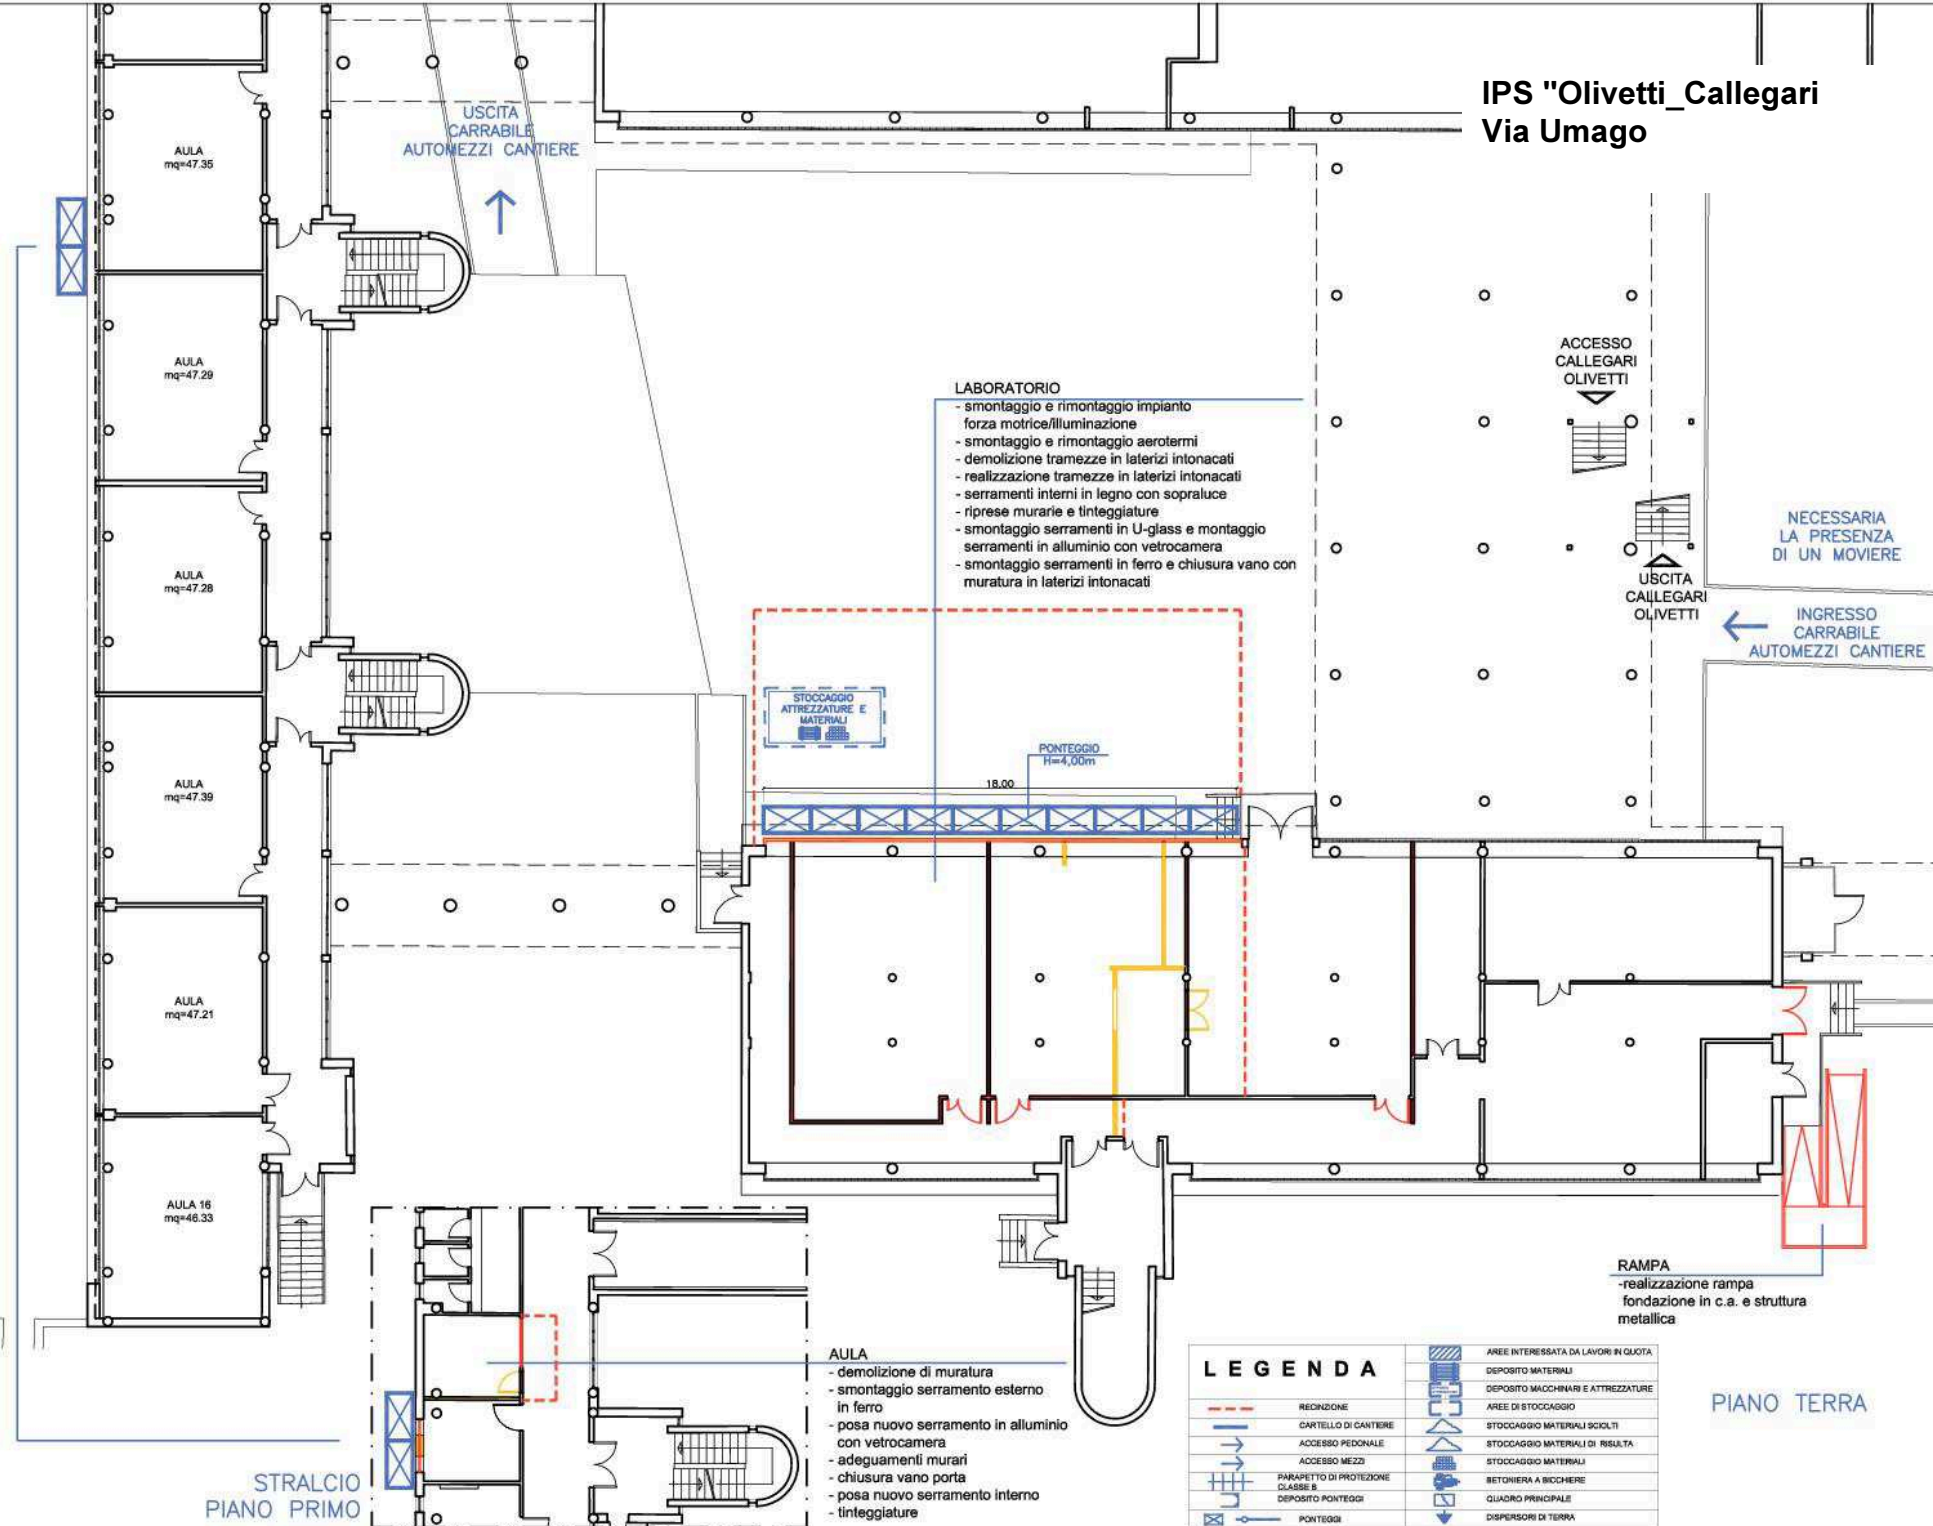 IPS "Olivetti_Callegari
Via Umago
USCITA
CARRABILE
AUTOMEZZI CANTIERE
AULA
mq=47.35
AULA
mq=47.29
AULA
mq=47.28
AULA
mq=47.39
AULA
mq=47.21
AULA 16
mq=46.33
LABORATORIO
- smontaggio e rimontaggio impianto
forza motrice/illuminazione
- smontaggio e rimontaggio aerotermi
- demolizione tramezze in laterizi intonacati
- realizzazione tramezze in laterizi intonacati
- serramenti interni in legno con sopraluce
- riprese murarie e tinteggiature
- smontaggio serramenti in U-glass e montaggio
serramenti in alluminio con vetrocamera
- smontaggio serramenti in ferro e chiusura vano con
muratura in laterizi intonacati
ACCESSO
CALLEGARI
OLIVETTI
USCITA
CALLEGARI
OLIVETTI
NECESSARIA
LA PRESENZA
DI UN MOVIERE
INGRESSO
CARRABILE
AUTOMEZZI CANTIERE
STOCCAGGIO
ATTREZZATURE E
MATERIALI
PONTEGGIO
H=4,00m
18,00
RAMPA
-realizzazione rampa
fondazione in c.a. e struttura
metallica
AULA
- demolizione di muratura
- smontaggio serramento esterno
in ferro
- posa nuovo serramento in alluminio
con vetrocamera
- adeguamenti murari
- chiusura vano porta
- posa nuovo serramento interno
- tinteggiature
STRALCIO
PIANO PRIMO
PIANO TERRA
LEGENDA
RECINZIONE
CARTELLO DI CANTIERE
ACCESSO PEDONALE
ACCESSO MEZZI
PARAPETTO DI PROTEZIONE
CLASSE B
DEPOSITO PONTEGGI
PONTEGGI
AREE INTERESSATA DA LAVORI IN QUOTA
DEPOSITO MATERIALI
DEPOSITO MACCHINARI E ATTREZZATURE
AREE DI STOCCAGGIO
STOCCAGGIO MATERIALI SCIOLTI
STOCCAGGIO MATERIALI DI RISULTA
STOCCAGGIO MATERIALI
BETONIERA A BICCHIERE
QUADRO PRINCIPALE
DISPERSORI DI TERRA